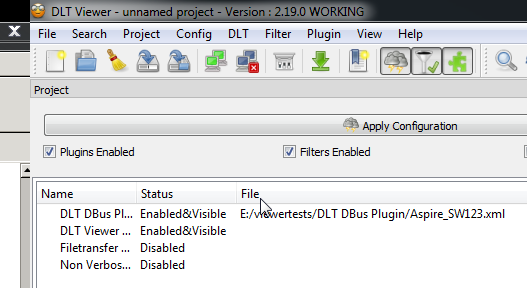 DLT Viewer - unnamed project - Version : 2.19.0 WORKING
File Search Project Config DLT Filter Plugin View Help
Project
Apply Configuration
Plugins Enabled Filters Enabled
Name Status File
DLT DBus Pl... Enabled&Visible E:/ viewertests/DLT DBus Plugin/Aspire_SW123.xml
DLT Viewer ... Enabled&Visible
Filetransfer ... Disabled
Non Verbos... Disabled